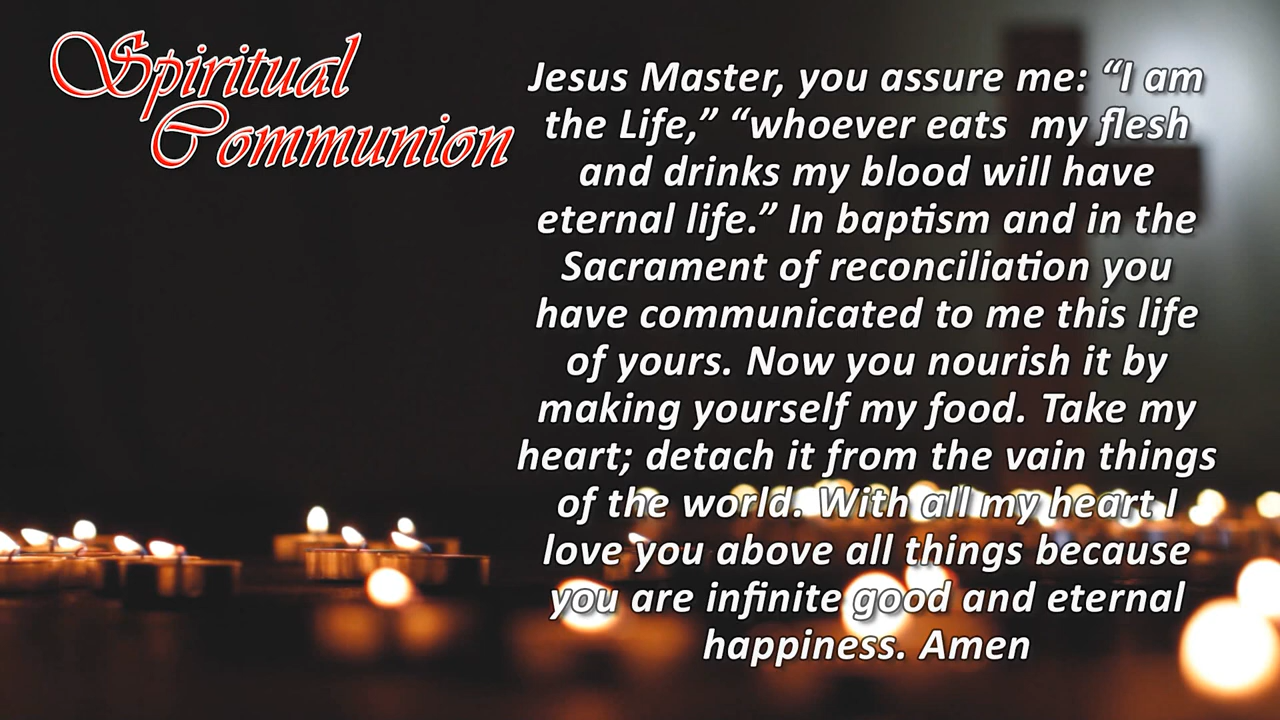 Spiritual
Communion
Jesus Master, you assure me: “I am
the Life,” “whoever eats  my flesh
and drinks my blood will have
eternal life.” In baptism and in the
Sacrament of reconciliation you
have communicated to me this life
of yours. Now you nourish it by
making yourself my food. Take my
heart; detach it from the vain things
of the world. With all my heart I
love you above all things because
you are infinite good and eternal
happiness. Amen